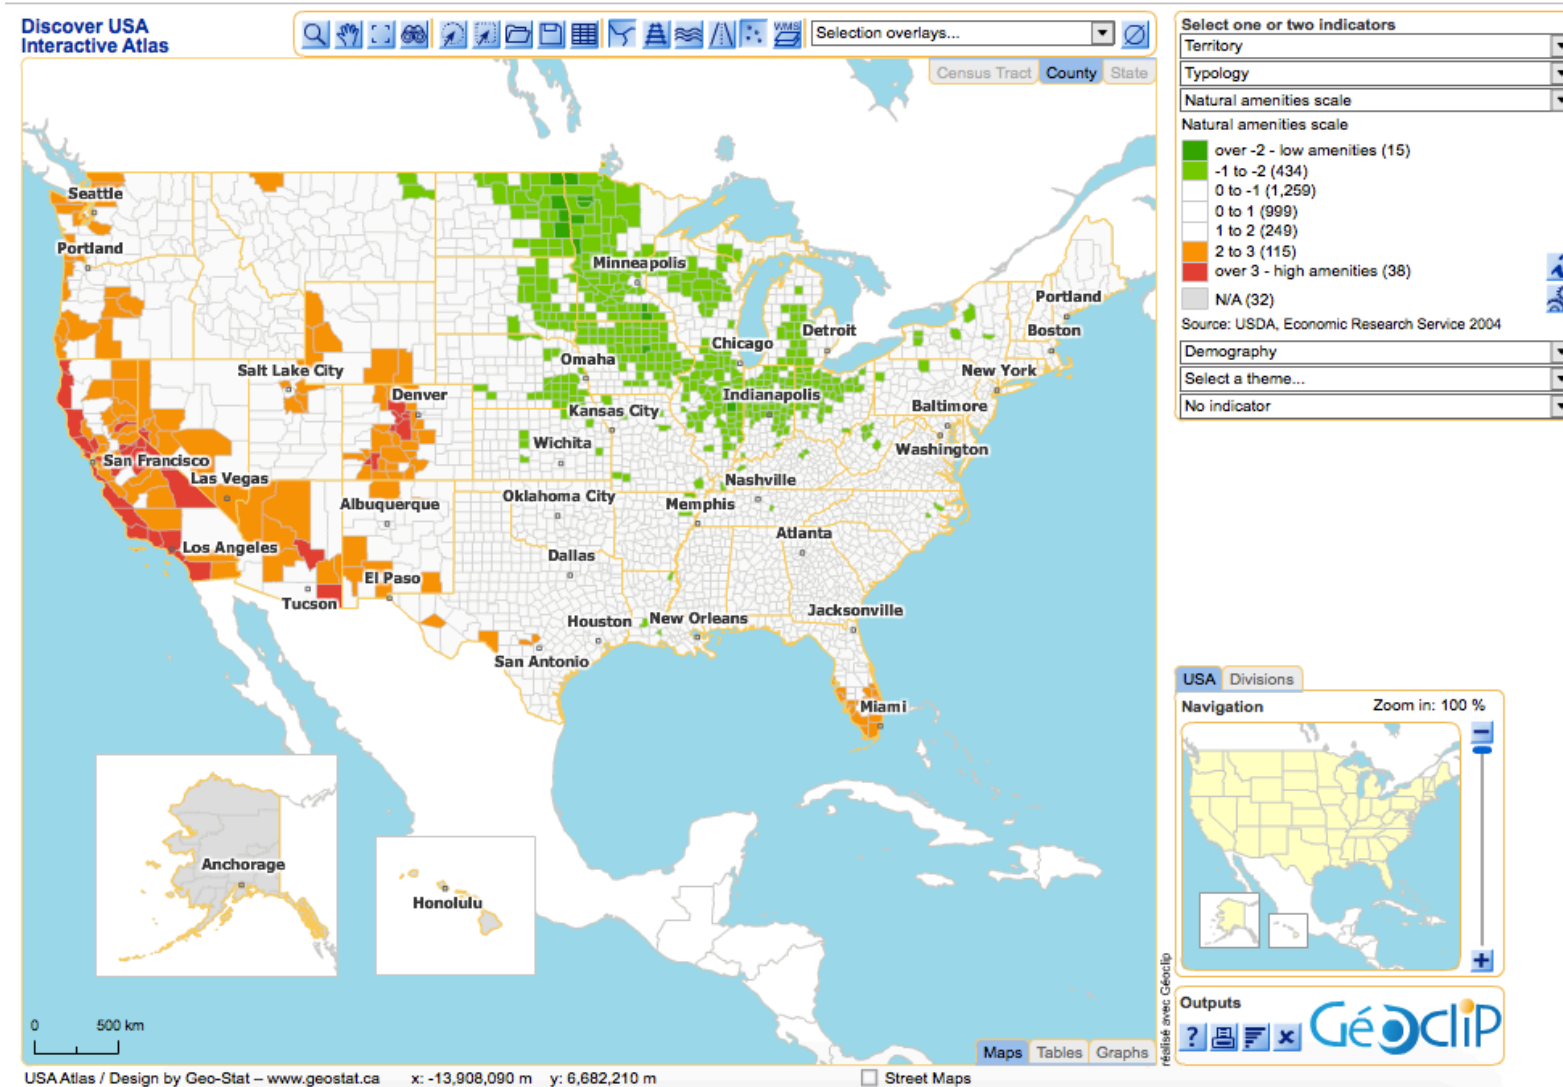 Discover USA
Interactive Atlas
WMS
Selection overlays...
Census Tract
County
State
Seattle
Portland
Minneapolis
Portland
Boston
Detroit
Chicago
Omaha
Salt Lake City
New York
Denver
Indianapolis
Baltimore
Kansas City
Washington
Wichita
San Francisco
Las Vegas
Nashville
Oklahoma City
Albuquerque
Memphis
Atlanta
Los Angeles
Dallas
El Paso
Tucson
Jacksonville
Houston
New Orleans
San Antonio
Miami
Anchorage
Honolulu
0 500 km
Maps
Tables
Graphs
réalisé avec Géoclip
USA Atlas / Design by Geo-Stat – www.geostat.ca x: -13,908,090 m y: 6,682,210 m
Street Maps
Select one or two indicators
Territory
Typology
Natural amenities scale
Natural amenities scale
over -2 - low amenities (15)
-1 to -2 (434)
0 to -1 (1,259)
0 to 1 (999)
1 to 2 (249)
2 to 3 (115)
over 3 - high amenities (38)
N/A (32)
Source: USDA, Economic Research Service 2004
Demography
Select a theme...
No indicator
USA
Divisions
Navigation
Zoom in: 100 %
Outputs
?
Géoclip